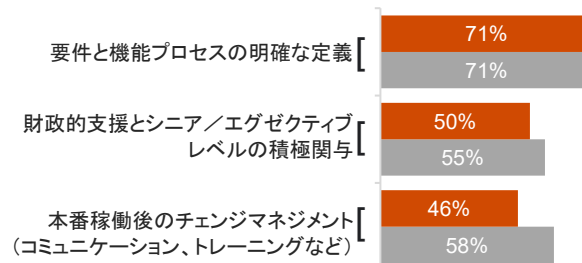 要件と機能プロセスの明確な定義
71%
71%
財政的支援とシニア／エグゼクティブ
レベルの積極関与
50%
55%
本番稼働後のチェンジマネジメント
（コミュニケーション、トレーニングなど）
46%
58%